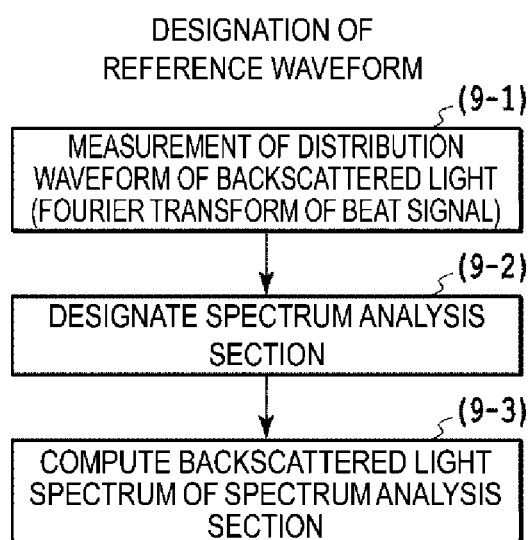 DESIGNATION OF
REFERENCE WAVEFORM
(9-1)
MEASUREMENT OF DISTRIBUTION
WAVEFORM OF BACKSCATTERED LIGHT
(FOURIER TRANSFORM OF BEAT SIGNAL)
(9-2)
DESIGNATE SPECTRUM ANALYSIS
SECTION
(9-3)
COMPUTE BACKSCATTERED LIGHT
SPECTRUM OF SPECTRUM ANALYSIS
SECTION